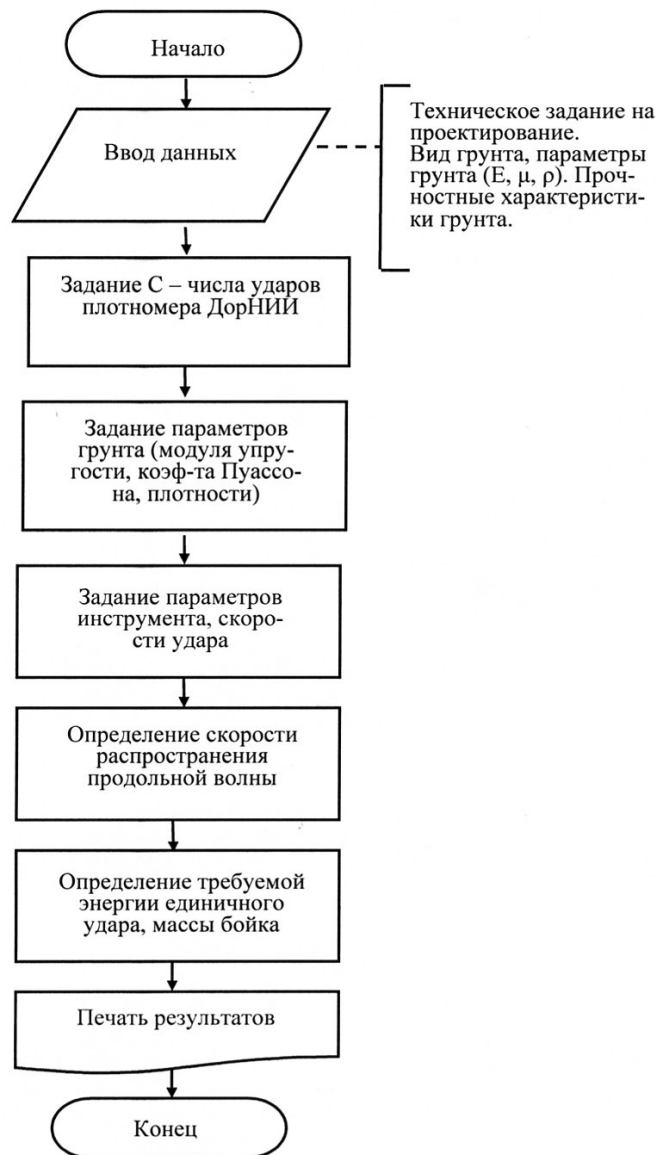 Начало
Ввод данных
Техническое задание на
проектирование.
Вид грунта, параметры
грунта (E, μ, ρ). Проч-
ностные характеристи-
ки грунта.
Задание С – числа ударов
плотномера ДорНИИ
Задание параметров
грунта (модуля упру-
гости, коэф-та Пуассо-
на, плотности)
Задание параметров
инструмента, скоро-
сти удара
Определение скорости
распространения
продольной волны
Определение требуемой
энергии единичного
удара, массы бойка
Печать результатов
Конец